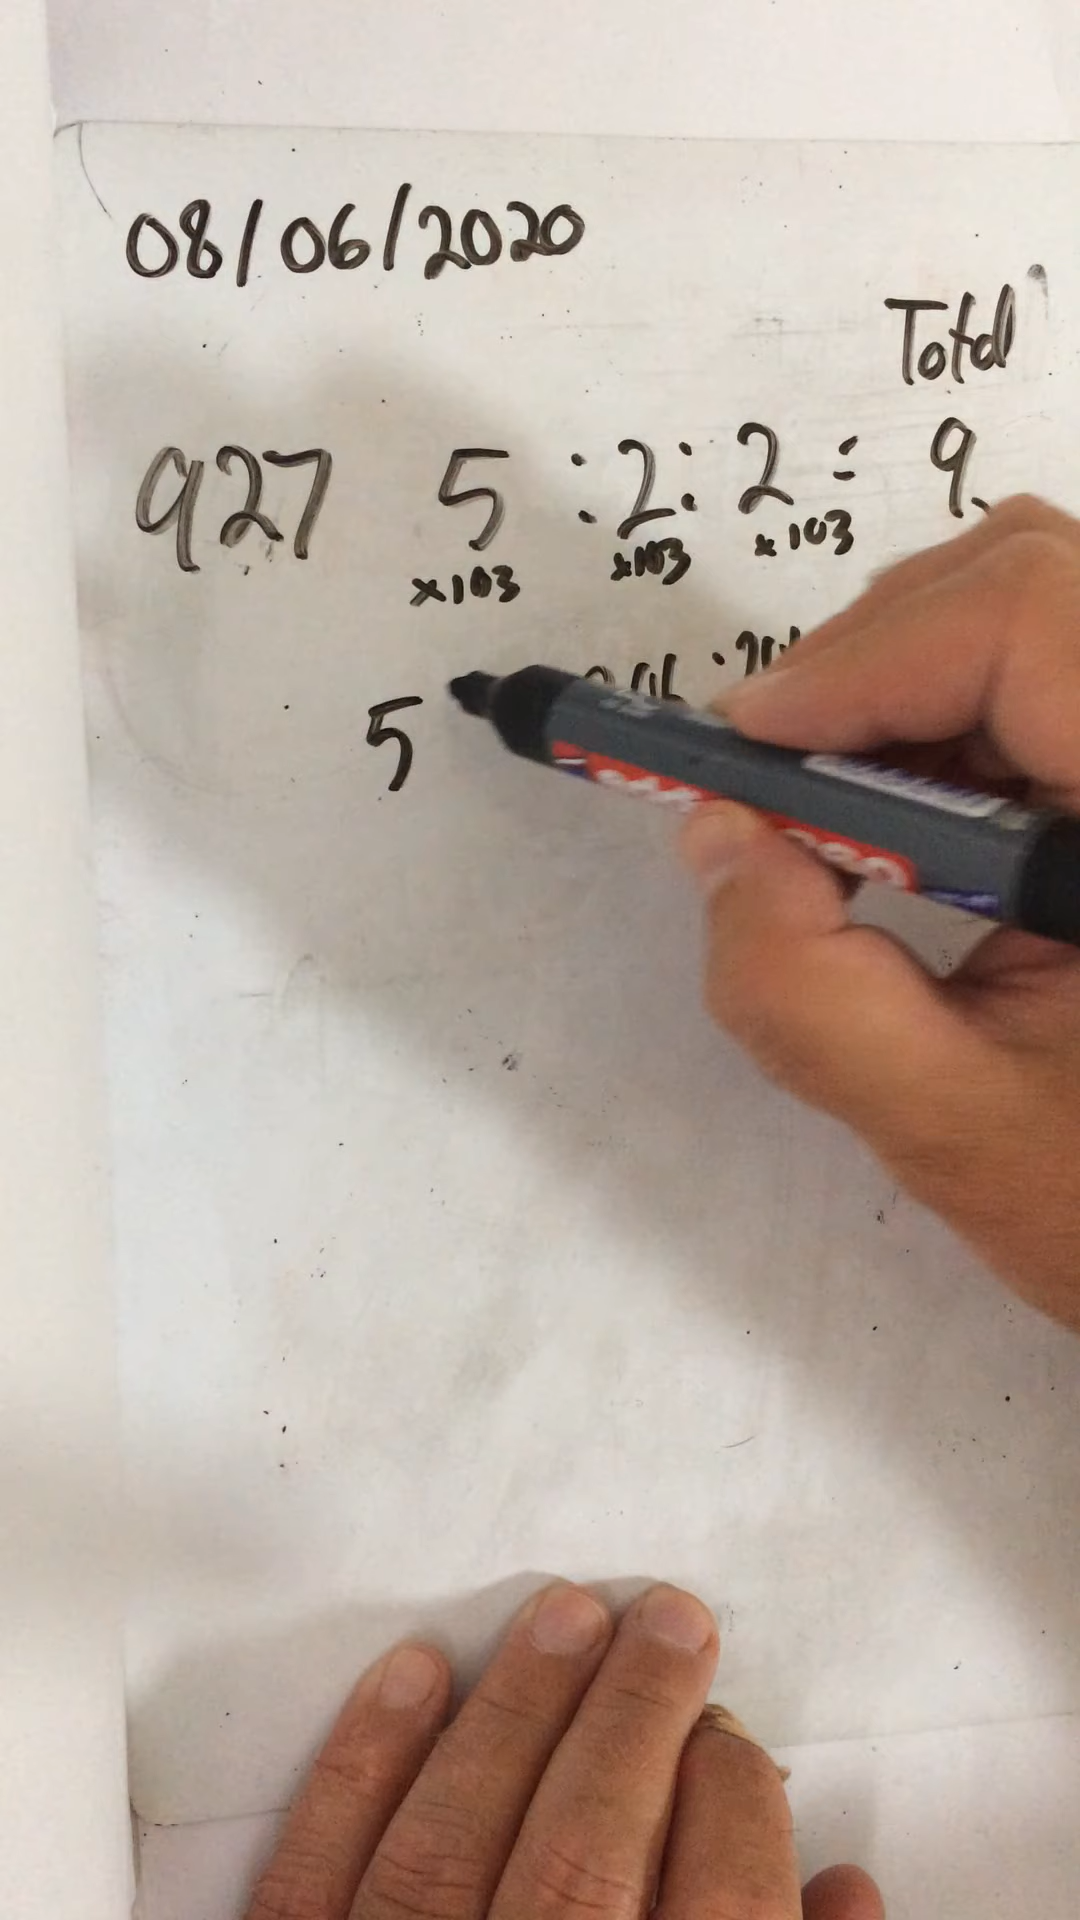 08/06/2020
Total
927 5 : 2 : 2 = 9
×103 ×103 ×103
5